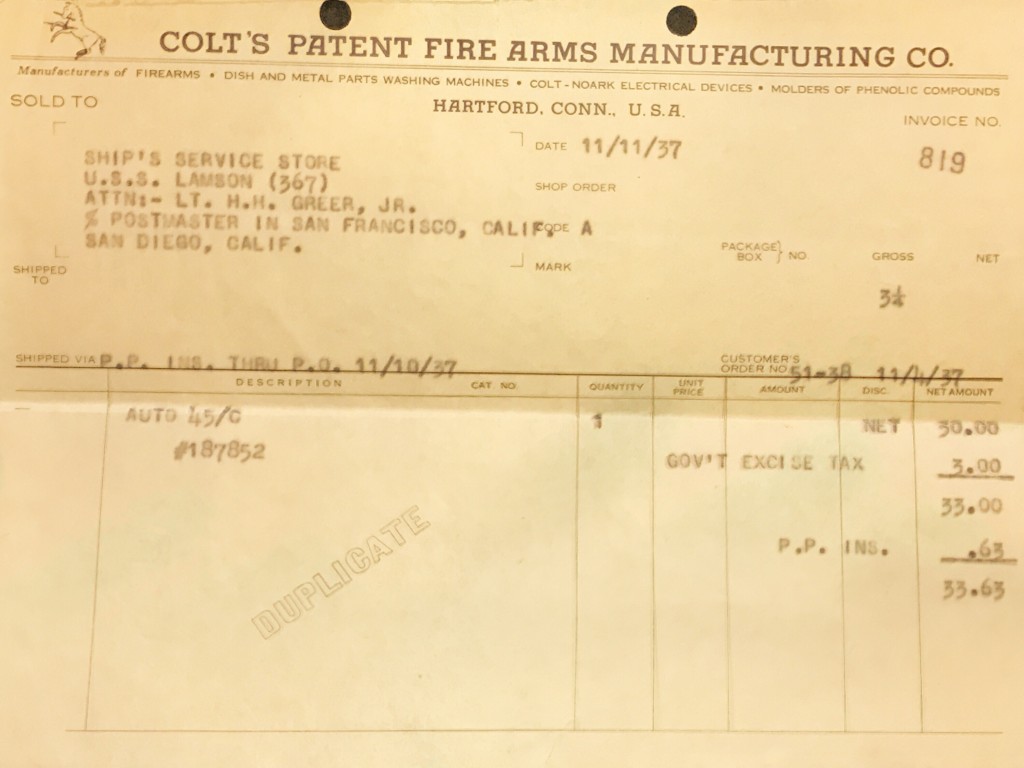 COLT'S PATENT FIRE ARMS MANUFACTURING CO.
Manufacturers of FIREARMS • DISH AND METAL PARTS WASHING MACHINES • COLT-NOARK ELECTRICAL DEVICES • MOLDERS OF PHENOLIC COMPOUNDS
HARTFORD, CONN., U.S.A.
SOLD TO
INVOICE NO.
819
DATE 11/11/37
SHIP'S SERVICE STORE
U.S.S. LAMSON (367)
ATTN:- LT. H.H. GREER, JR.
% POSTMASTER IN SAN FRANCISCO, CALIF.
SAN DIEGO, CALIF.
SHOP ORDER
CODE A
MARK
PACKAGE
BOX } NO.
GROSS
NET
3¼
SHIPPED
TO
SHIPPED VIA P.P. INS. THRU P.O. 11/10/37
CUSTOMER'S
ORDER NO. 51-38 11/4/37
DESCRIPTION CAT. NO. QUANTITY UNIT PRICE AMOUNT DISC. NET AMOUNT
AUTO 45/C 1 NET 30.00
#187852
GOV'T EXCISE TAX 3.00
33.00
P.P. INS. .63
33.63
DUPLICATE